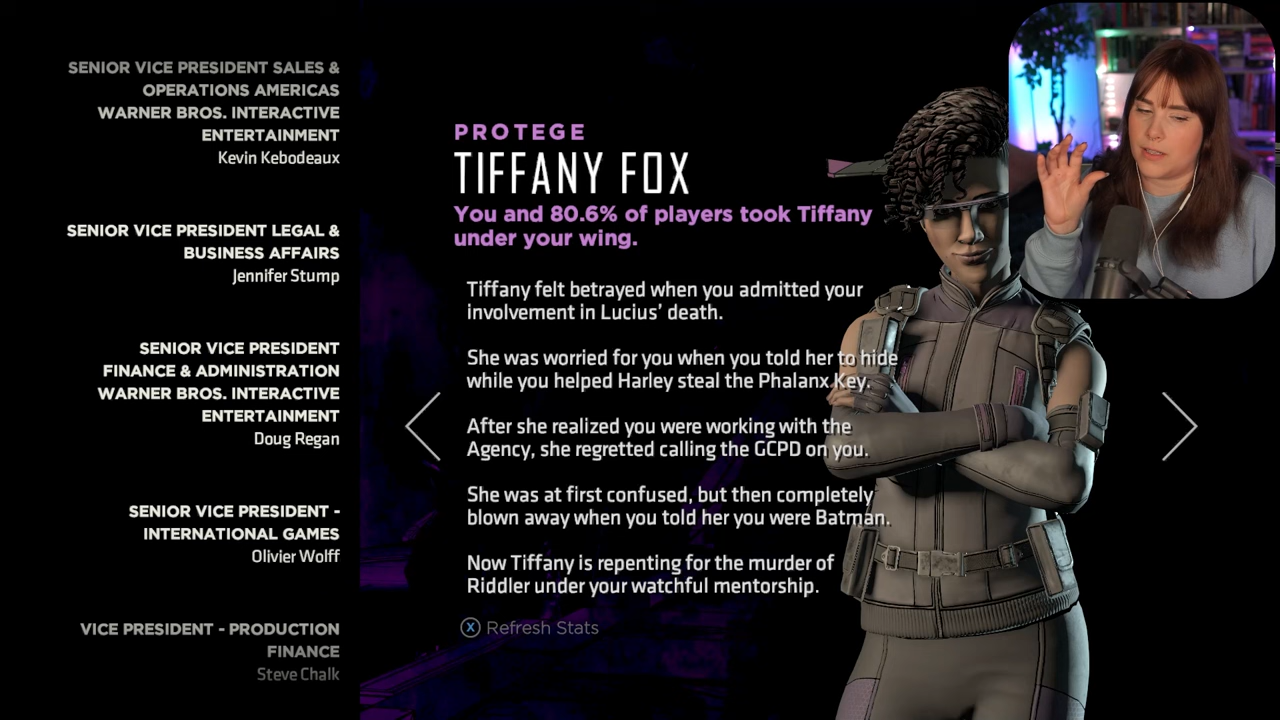 SENIOR VICE PRESIDENT SALES &
OPERATIONS AMERICAS
WARNER BROS. INTERACTIVE
ENTERTAINMENT
Kevin Kebodeaux
SENIOR VICE PRESIDENT LEGAL &
BUSINESS AFFAIRS
Jennifer Stump
SENIOR VICE PRESIDENT
FINANCE & ADMINISTRATION
WARNER BROS. INTERACTIVE
ENTERTAINMENT
Doug Regan
SENIOR VICE PRESIDENT -
INTERNATIONAL GAMES
Olivier Wolff
VICE PRESIDENT - PRODUCTION
FINANCE
Steve Chalk
PROTEGE
TIFFANY FOX
You and 80.6% of players took Tiffany
under your wing.
Tiffany felt betrayed when you admitted your
involvement in Lucius' death.
She was worried for you when you told her to hide
while you helped Harley steal the Phalanx Key.
After she realized you were working with the
Agency, she regretted calling the GCPD on you.
She was at first confused, but then completely
blown away when you told her you were Batman.
Now Tiffany is repenting for the murder of
Riddler under your watchful mentorship.
X Refresh Stats